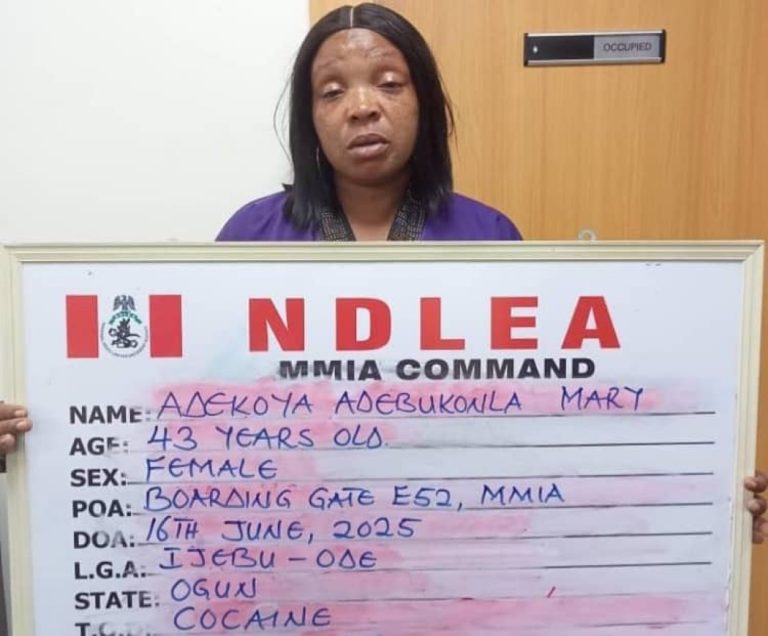 OCCUPIED
NDLEA
MMIA COMMAND
NAME: ADEKOYA ADEBUKONLA MARY
AGE: 43 YEARS OLD.
SEX: FEMALE
POA: BOARDING GATE E52, MMIA
DOA: 16TH JUNE, 2025
L.G.A: IJEBU - ODE
STATE: OGUN
COCAINE